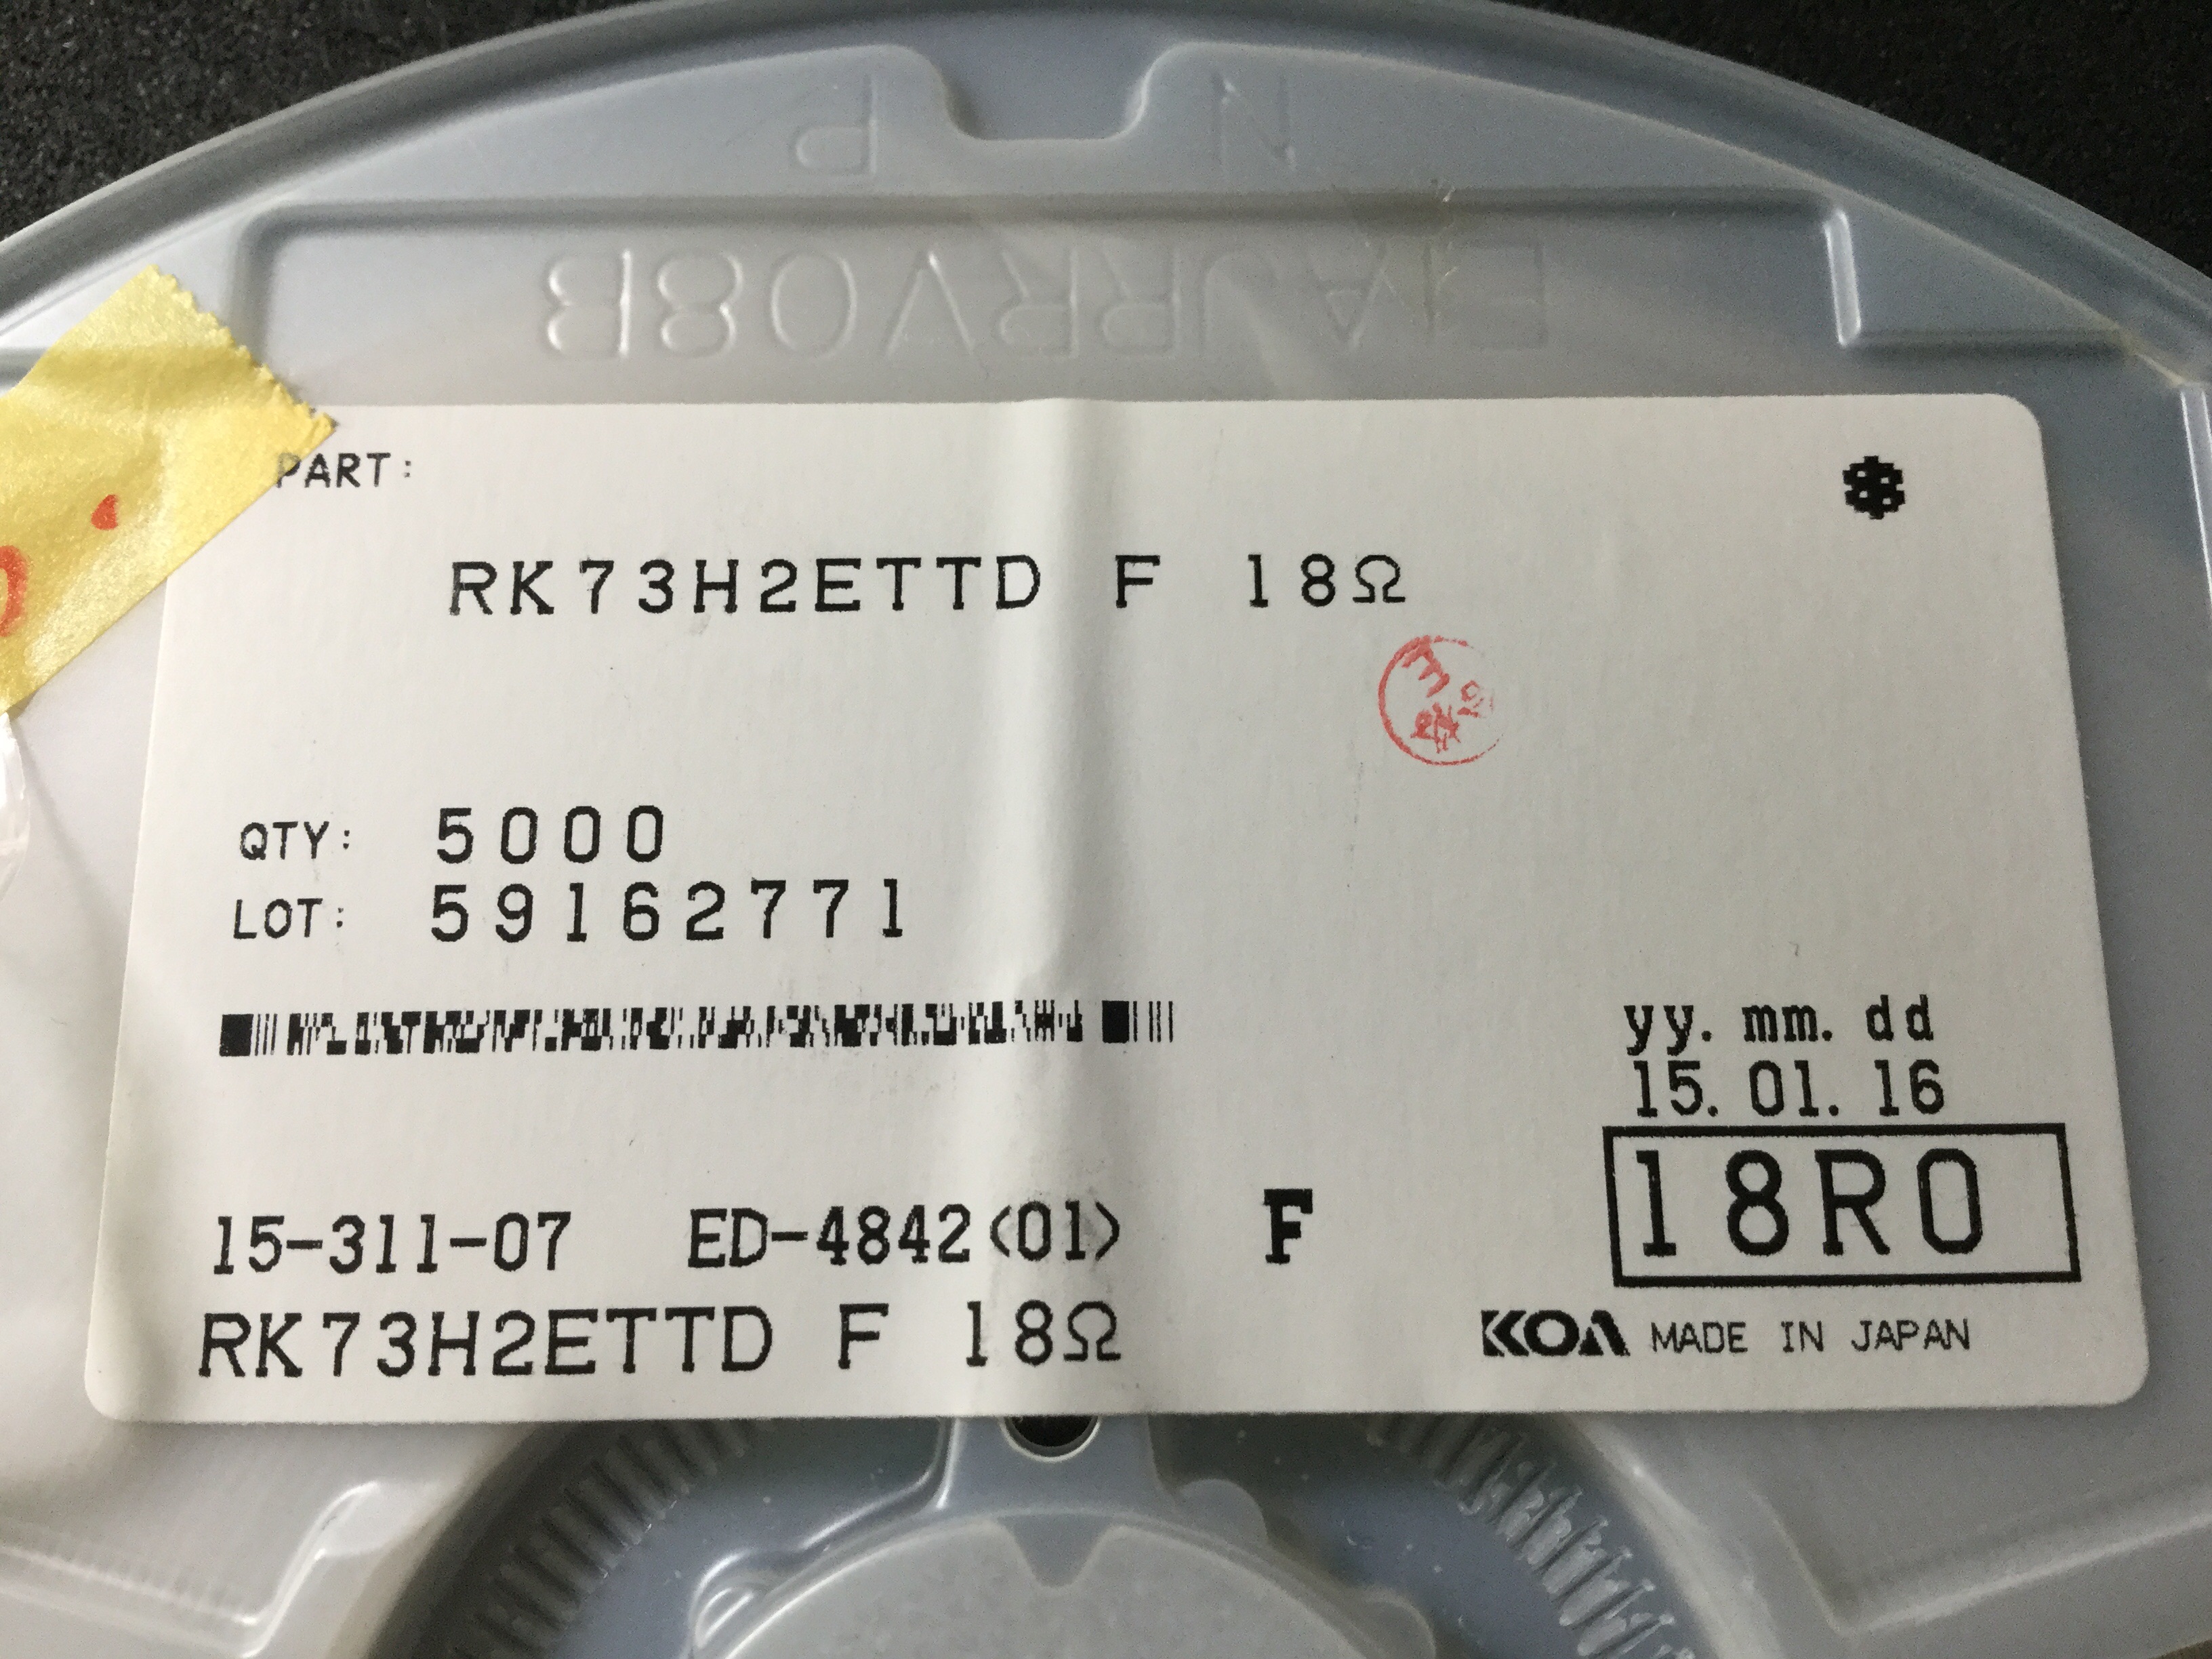 N P
EIAJRRV08B
PART:
RK73H2ETTD F 18Ω
QTY: 5000
LOT: 59162771
yy. mm. dd
15. 01. 16
18R0
15-311-07 ED-4842<01> F
RK73H2ETTD F 18Ω
KOA MADE IN JAPAN